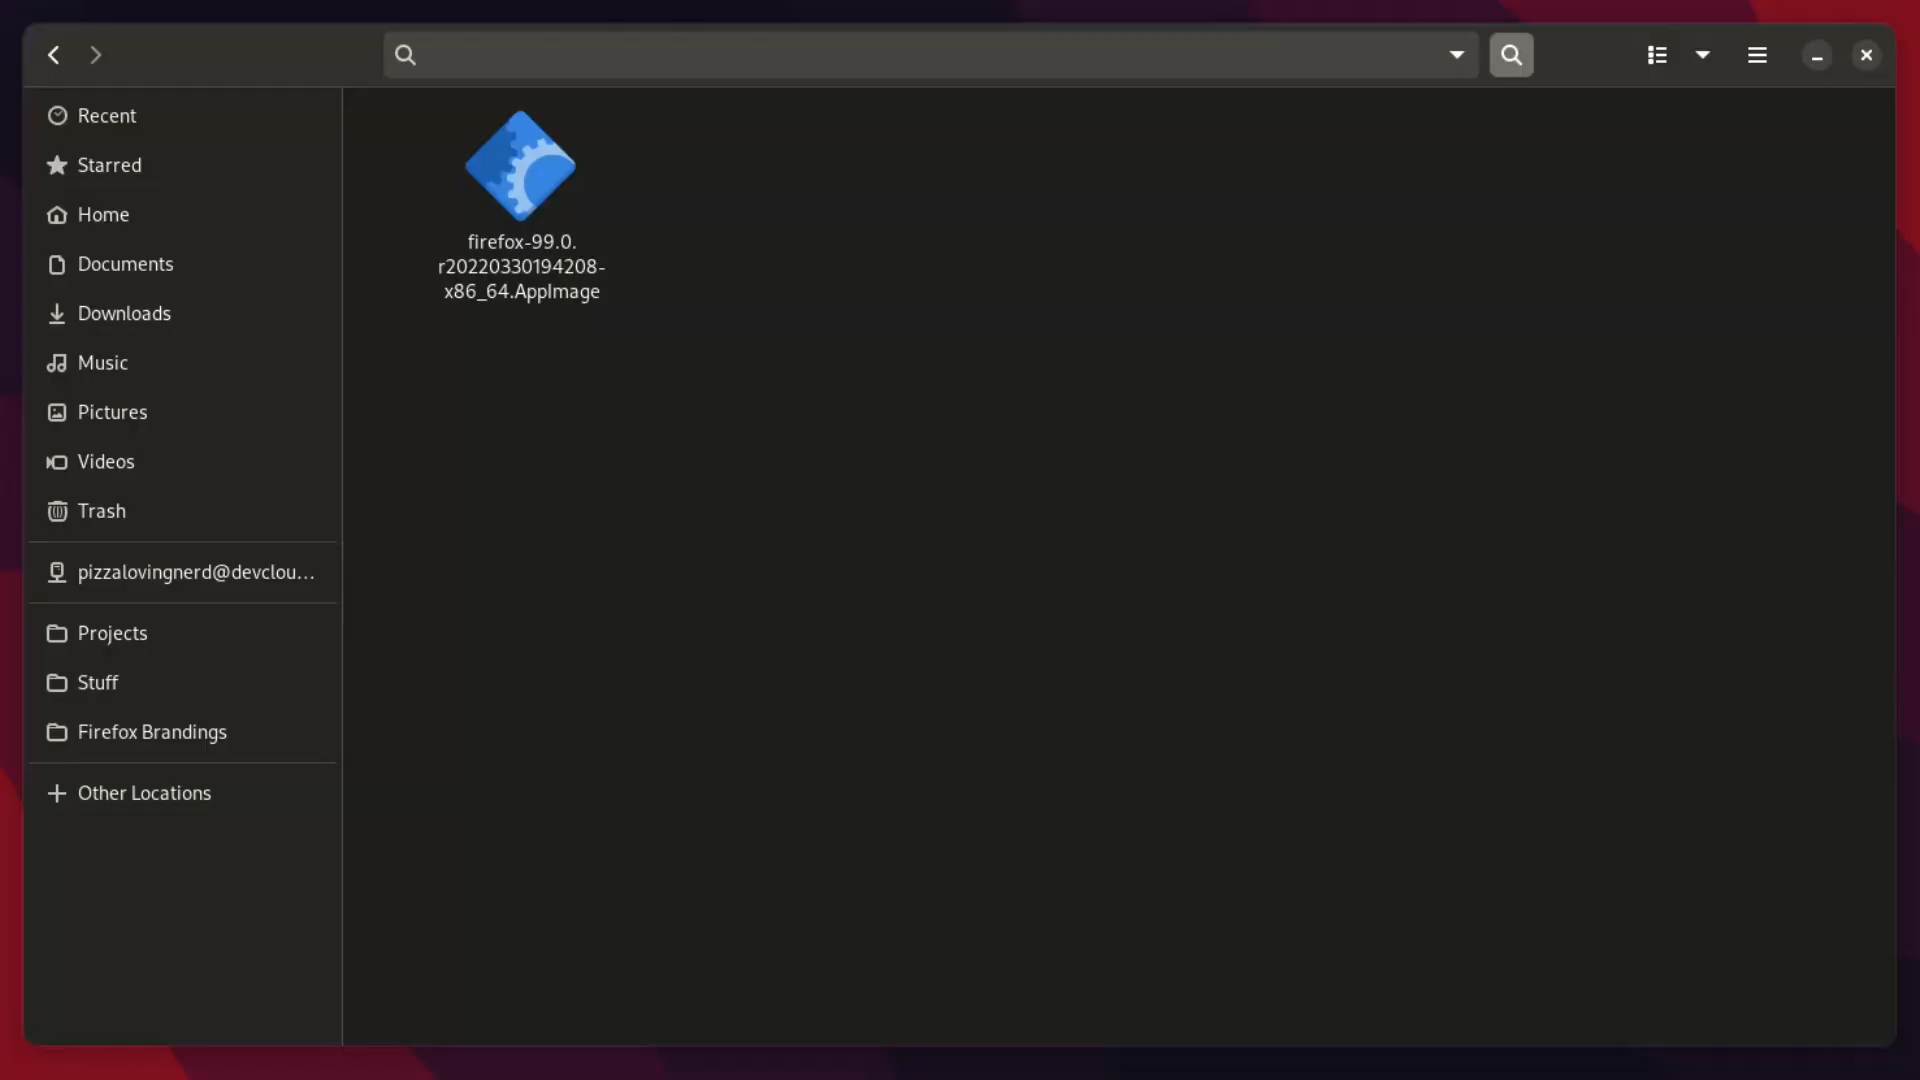 Recent
Starred
Home
Documents
Downloads
Music
Pictures
Videos
Trash
pizzalovingnerd@devclou...
Projects
Stuff
Firefox Brandings
Other Locations
firefox-99.0.
r20220330194208-
x86_64.AppImage